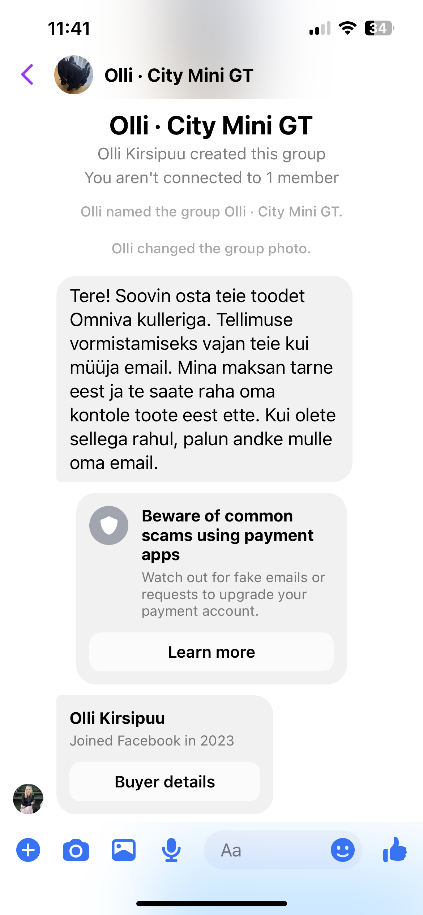 11:41
34
Olli · City Mini GT
Olli · City Mini GT
Olli Kirsipuu created this group
You aren't connected to 1 member
Olli named the group Olli · City Mini GT.
Olli changed the group photo.
Tere! Soovin osta teie toodet
Omniva kulleriga. Tellimuse
vormistamiseks vajan teie kui
müüja email. Mina maksan tarne
eest ja te saate raha oma
kontole toote eest ette. Kui olete
sellega rahul, palun andke mulle
oma email.
Beware of common
scams using payment
apps
Watch out for fake emails or
requests to upgrade your
payment account.
Learn more
Olli Kirsipuu
Joined Facebook in 2023
Buyer details
Aa